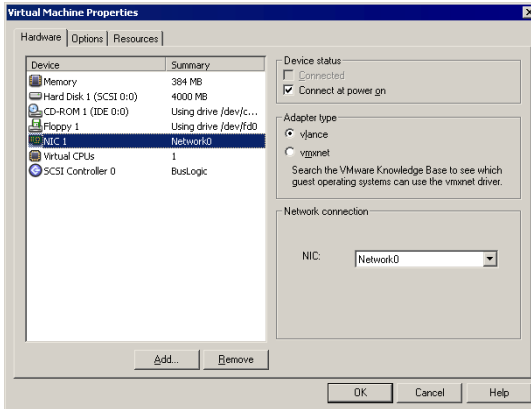 Virtual Machine Properties
Hardware Options Resources
Device Summary
Memory 384 MB
Hard Disk 1 (SCSI 0:0) 4000 MB
CD-ROM 1 (IDE 0:0) Using drive /dev/c...
Floppy 1 Using drive /dev/fd0
NIC 1 Network0
Virtual CPUs 1
SCSI Controller 0 BusLogic
Add... Remove
Device status
Connected
Connect at power on
Adapter type
vlance
vmxnet
Search the VMware Knowledge Base to see which
guest operating systems can use the vmxnet driver.
Network connection
NIC: Network0
OK Cancel Help